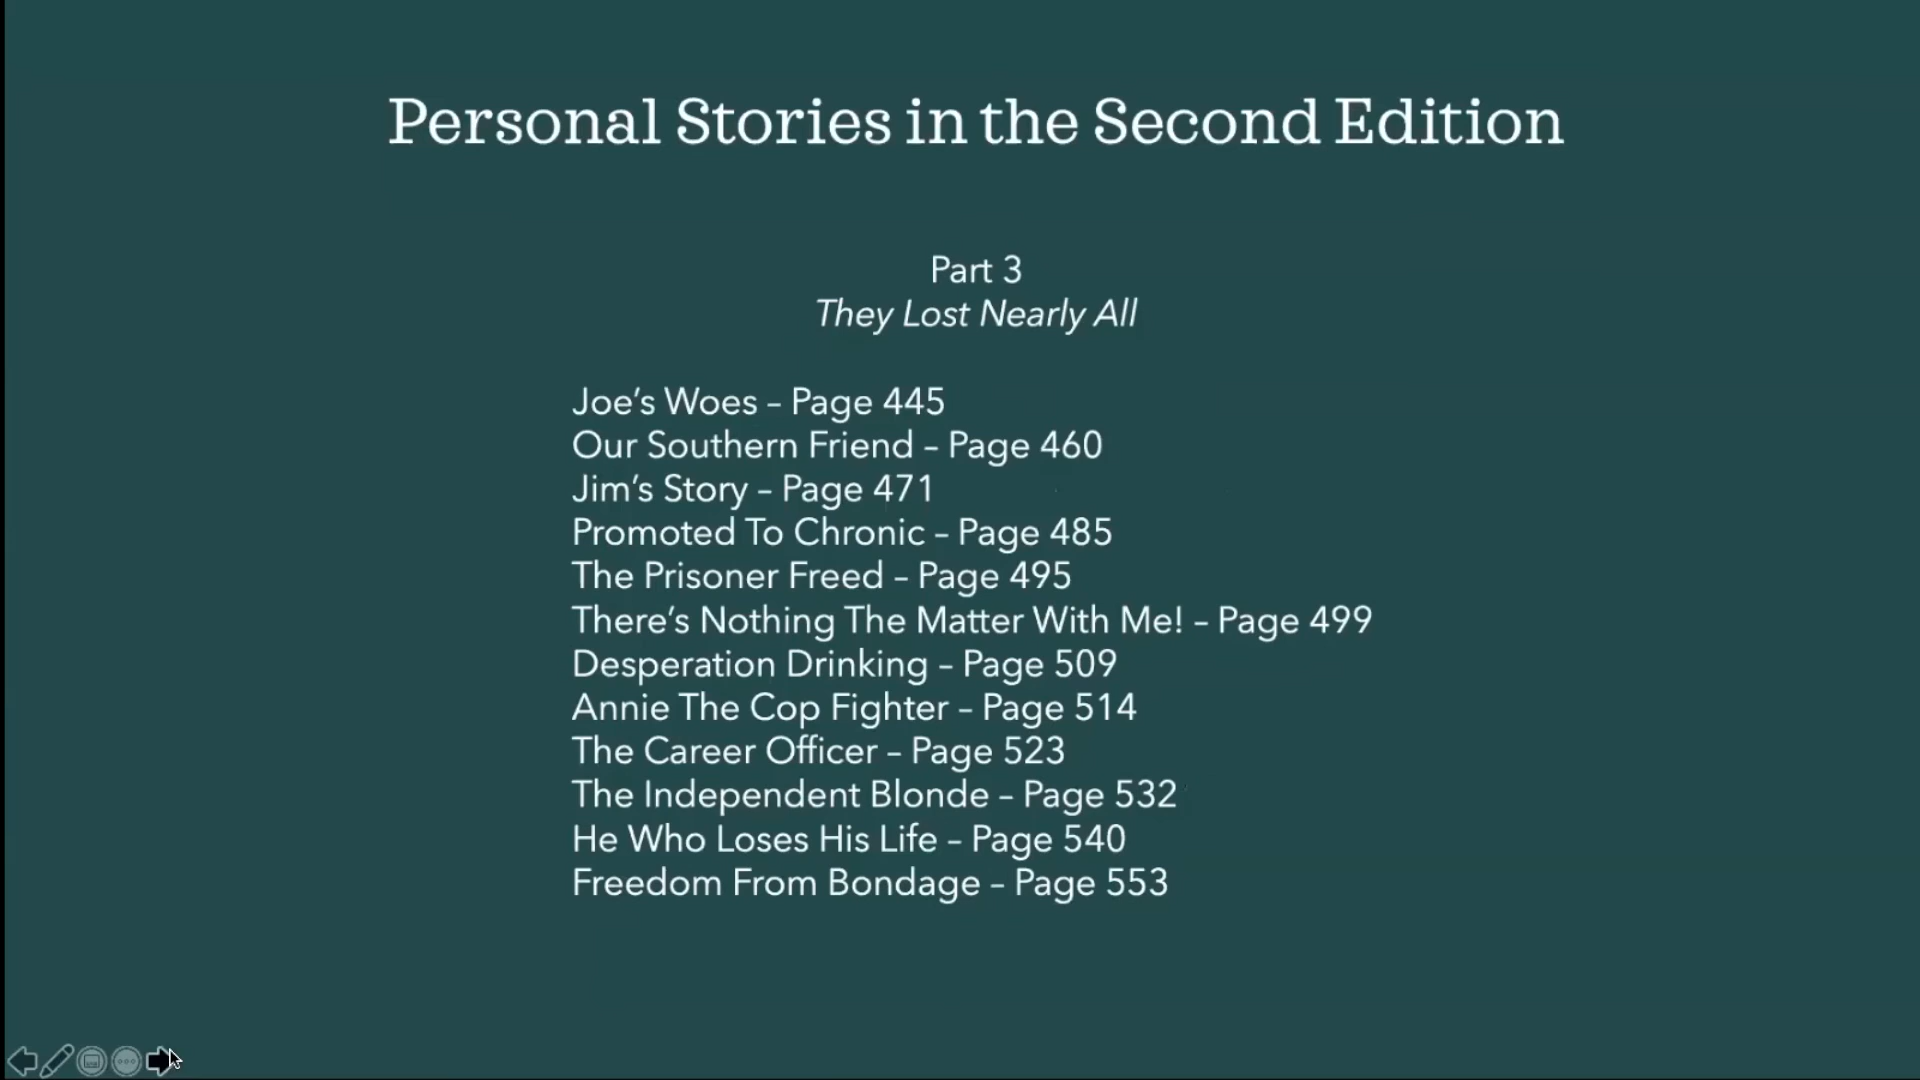 Personal Stories in the Second Edition
Part 3
They Lost Nearly All
Joe’s Woes – Page 445
Our Southern Friend – Page 460
Jim’s Story – Page 471
Promoted To Chronic – Page 485
The Prisoner Freed – Page 495
There’s Nothing The Matter With Me! – Page 499
Desperation Drinking – Page 509
Annie The Cop Fighter – Page 514
The Career Officer – Page 523
The Independent Blonde – Page 532
He Who Loses His Life – Page 540
Freedom From Bondage – Page 553